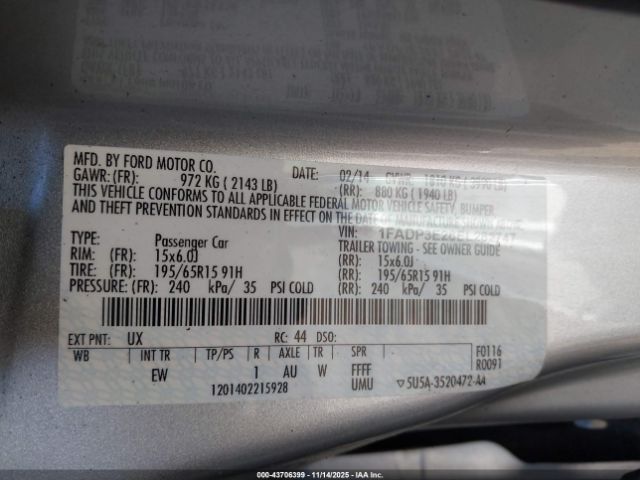 MFD. BY FORD MOTOR CO.
DATE: 02/14 GVWR:
GAWR: (FR): 972 KG ( 2143 LB) (RR): 880 KG ( 1940 LB)
THIS VEHICLE CONFORMS TO ALL APPLICABLE FEDERAL MOTOR VEHICLE SAFETY, BUMPER
AND THEFT PREVENTION STANDARDS IN EFFECT ON THE DATE OF MANUFACTURE SHOWN ABOVE.
VIN:
TYPE: Passenger Car TRAILER TOWING - SEE OWNER GUIDE
RIM: (FR): 15x6.0J (RR): 15x6.0J
TIRE: (FR): 195/65R15 91H (RR): 195/65R15 91H
PRESSURE: (FR): 240 kPa/ 35 PSI COLD (RR): 240 kPa/ 35 PSI COLD
EXT PNT: UX RC: 44 DSO:
WB INT TR TP/PS R AXLE TR SPR F0116
EW 1 AU W FFFF R0091
1201402215928 UMU 5U5A-3520472-AA
00-43706399 - 11/14/2025 - IAA